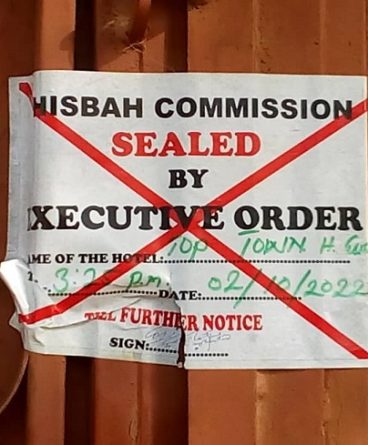 HISBAH COMMISSION
SEALED
BY
EXECUTIVE ORDER
AME OF THE HOTEL: TOP TOWN H.
3:25 pm DATE: 02/10/2022
TILL FURTHER NOTICE
SIGN: